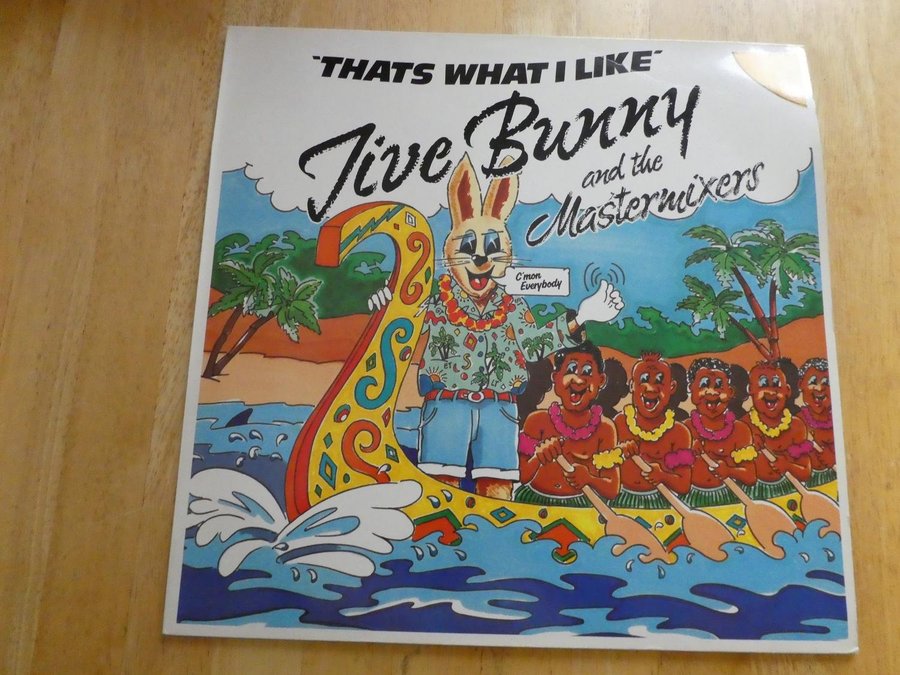 "THATS WHAT I LIKE"
Jive Bunny
and the
Mastermixers
C'mon
Everybody